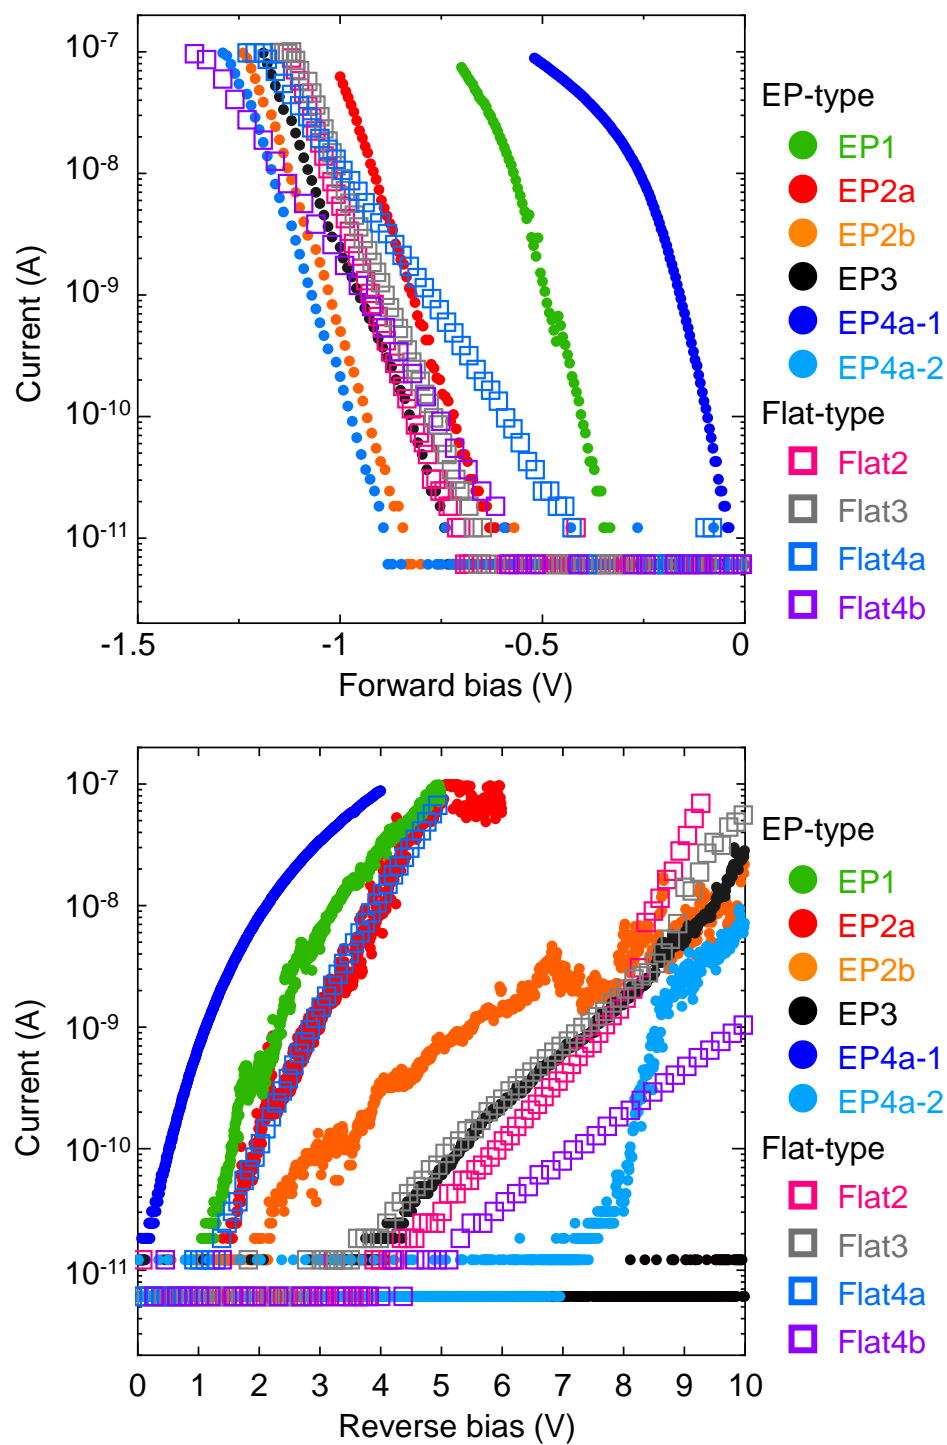 10-7
10-8
10-9
10-10
10-11
Current (A)
-1.5 -1 -0.5 0
Forward bias (V)
EP-type
EP1
EP2a
EP2b
EP3
EP4a-1
EP4a-2
Flat-type
Flat2
Flat3
Flat4a
Flat4b
10-7
10-8
10-9
10-10
10-11
Current (A)
0 1 2 3 4 5 6 7 8 9 10
Reverse bias (V)
EP-type
EP1
EP2a
EP2b
EP3
EP4a-1
EP4a-2
Flat-type
Flat2
Flat3
Flat4a
Flat4b